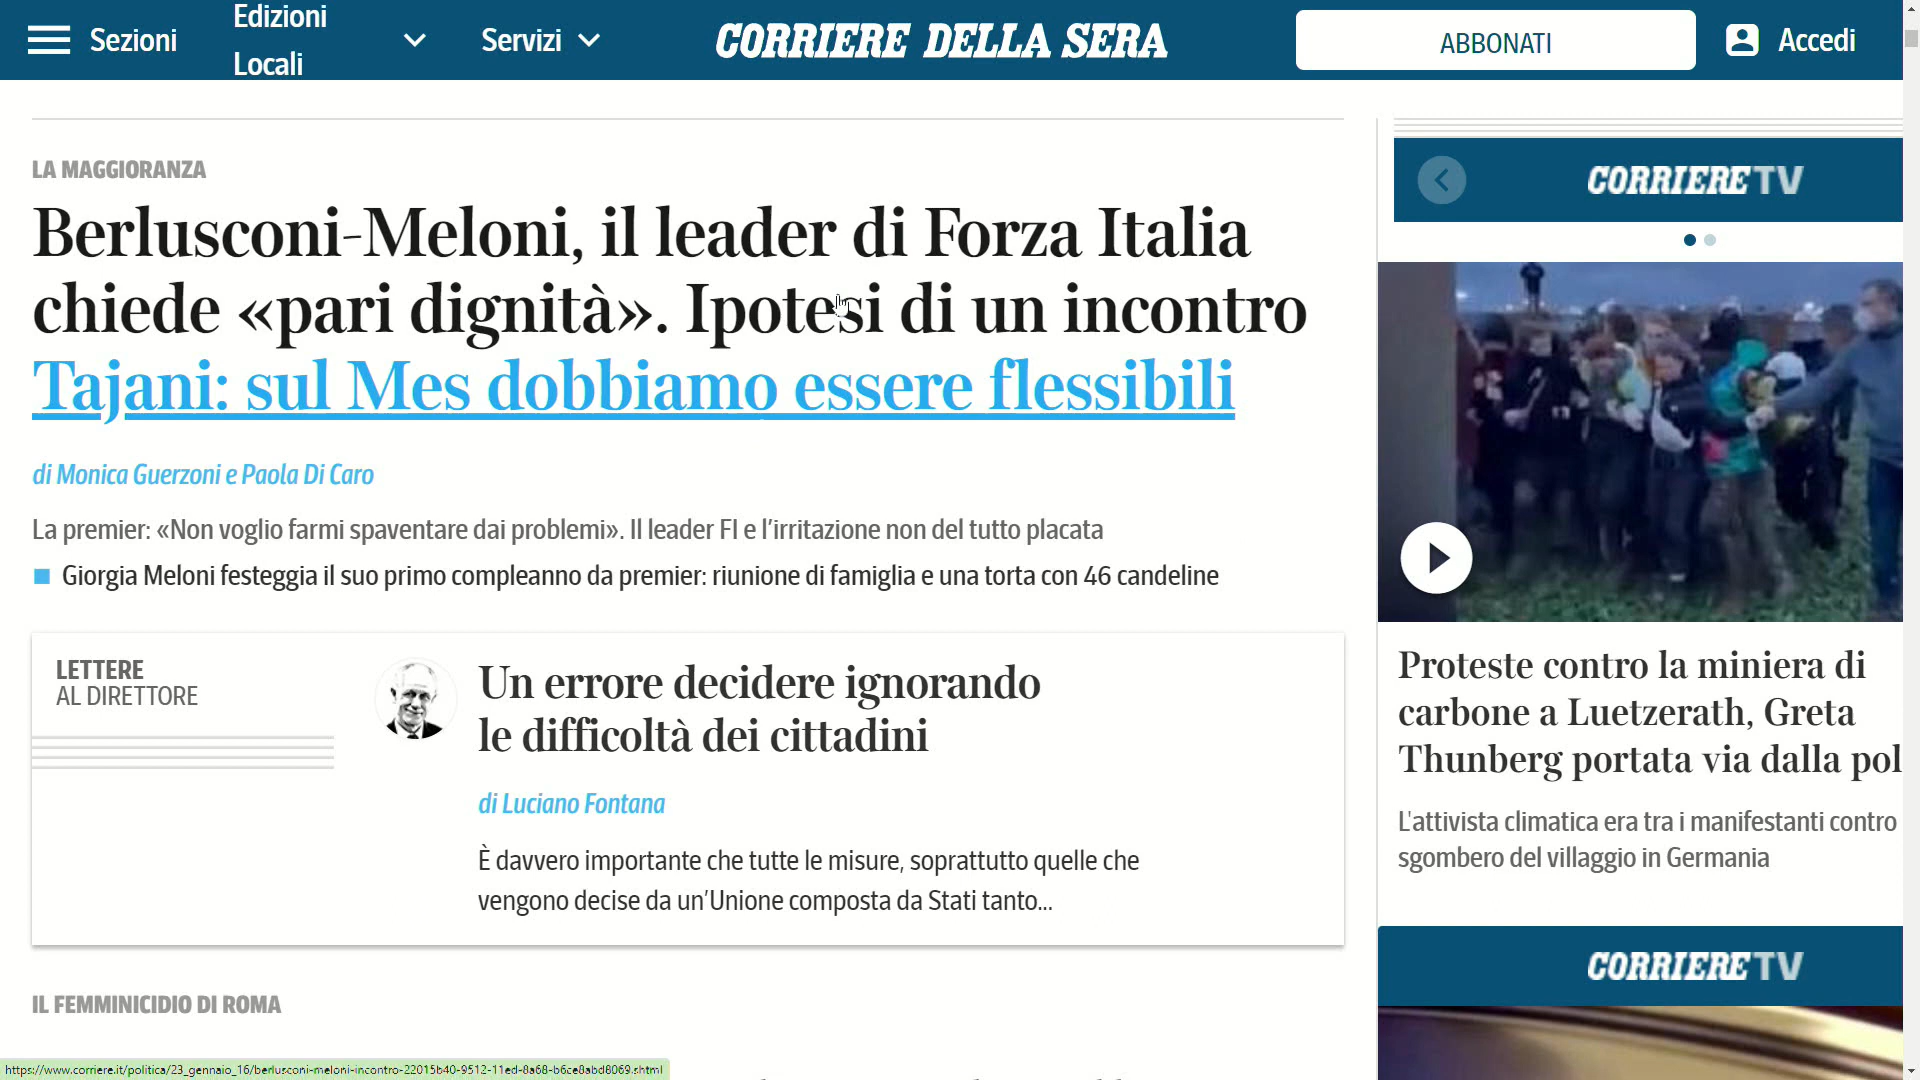 Sezioni
Edizioni
Locali
Servizi
CORRIERE DELLA SERA
ABBONATI
Accedi
LA MAGGIORANZA
Berlusconi-Meloni, il leader di Forza Italia
chiede «pari dignità». Ipotesi di un incontro
Tajani: sul Mes dobbiamo essere flessibili
di Monica Guerzoni e Paola Di Caro
La premier: «Non voglio farmi spaventare dai problemi». Il leader FI e l'irritazione non del tutto placata
Giorgia Meloni festeggia il suo primo compleanno da premier: riunione di famiglia e una torta con 46 candeline
LETTERE
AL DIRETTORE
Un errore decidere ignorando
le difficoltà dei cittadini
di Luciano Fontana
È davvero importante che tutte le misure, soprattutto quelle che
vengono decise da un'Unione composta da Stati tanto...
IL FEMMINICIDIO DI ROMA
CORRIERE TV
Proteste contro la miniera di
carbone a Luetzerath, Greta
Thunberg portata via dalla pol
L'attivista climatica era tra i manifestanti contro
sgombero del villaggio in Germania
CORRIERE TV
https://www.corriere.it/politica/23_gennaio_16/berlusconi-meloni-incontro-22015b40-9512-11ed-8a68-b6ce8abd8069.shtml